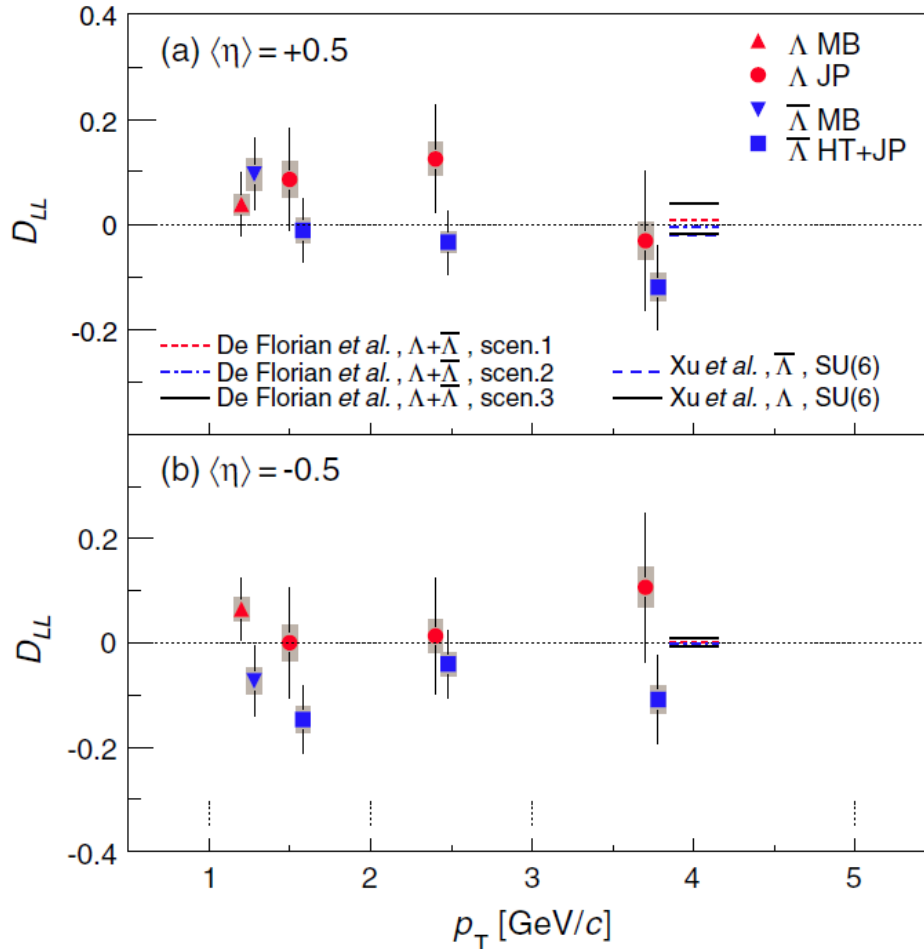 0.4
(a) ⟨η⟩ = +0.5
Λ MB
Λ JP
Λ̅ MB
Λ̅ HT+JP
0.2
0
-0.2
D_LL
De Florian et al. , Λ+Λ̅ , scen.1
De Florian et al. , Λ+Λ̅ , scen.2
De Florian et al. , Λ+Λ̅ , scen.3
Xu et al. , Λ̅ , SU(6)
Xu et al. , Λ , SU(6)
(b) ⟨η⟩ = -0.5
0.2
0
-0.2
-0.4
D_LL
1 2 3 4 5
p_T [GeV/c]